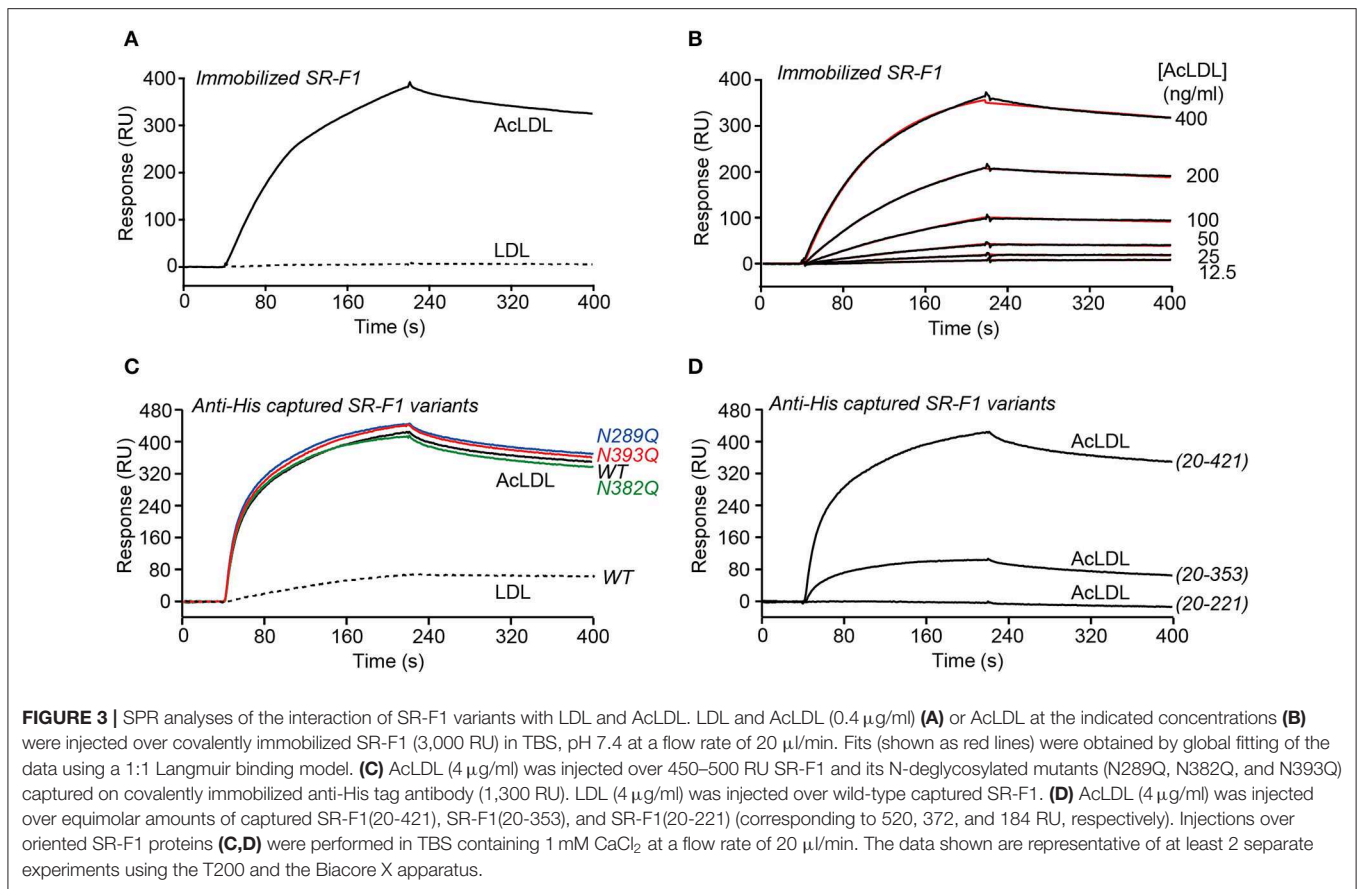 A
Immobilized SR-F1
Response (RU)
400
300
200
100
0
AcLDL
LDL
0 80 160 240 320 400
Time (s)
B
Immobilized SR-F1
[AcLDL]
(ng/ml)
Response (RU)
400
300
200
100
0
400
200
100
50
25
12.5
0 80 160 240 320 400
Time (s)
C
Anti-His captured SR-F1 variants
Response (RU)
480
400
320
240
160
80
0
N289Q
N393Q
WT
N382Q
AcLDL
WT
LDL
0 80 160 240 320 400
Time (s)
D
Anti-His captured SR-F1 variants
Response (RU)
480
400
320
240
160
80
0
AcLDL (20-421)
AcLDL (20-353)
AcLDL (20-221)
0 80 160 240 320 400
Time (s)
FIGURE 3 | SPR analyses of the interaction of SR-F1 variants with LDL and AcLDL. LDL and AcLDL (0.4 μg/ml) (A) or AcLDL at the indicated concentrations (B)
were injected over covalently immobilized SR-F1 (3,000 RU) in TBS, pH 7.4 at a flow rate of 20 μl/min. Fits (shown as red lines) were obtained by global fitting of the
data using a 1:1 Langmuir binding model. (C) AcLDL (4 μg/ml) was injected over 450–500 RU SR-F1 and its N-deglycosylated mutants (N289Q, N382Q, and N393Q)
captured on covalently immobilized anti-His tag antibody (1,300 RU). LDL (4 μg/ml) was injected over wild-type captured SR-F1. (D) AcLDL (4 μg/ml) was injected
over equimolar amounts of captured SR-F1(20-421), SR-F1(20-353), and SR-F1(20-221) (corresponding to 520, 372, and 184 RU, respectively). Injections over
oriented SR-F1 proteins (C,D) were performed in TBS containing 1 mM CaCl₂ at a flow rate of 20 μl/min. The data shown are representative of at least 2 separate
experiments using the T200 and the Biacore X apparatus.